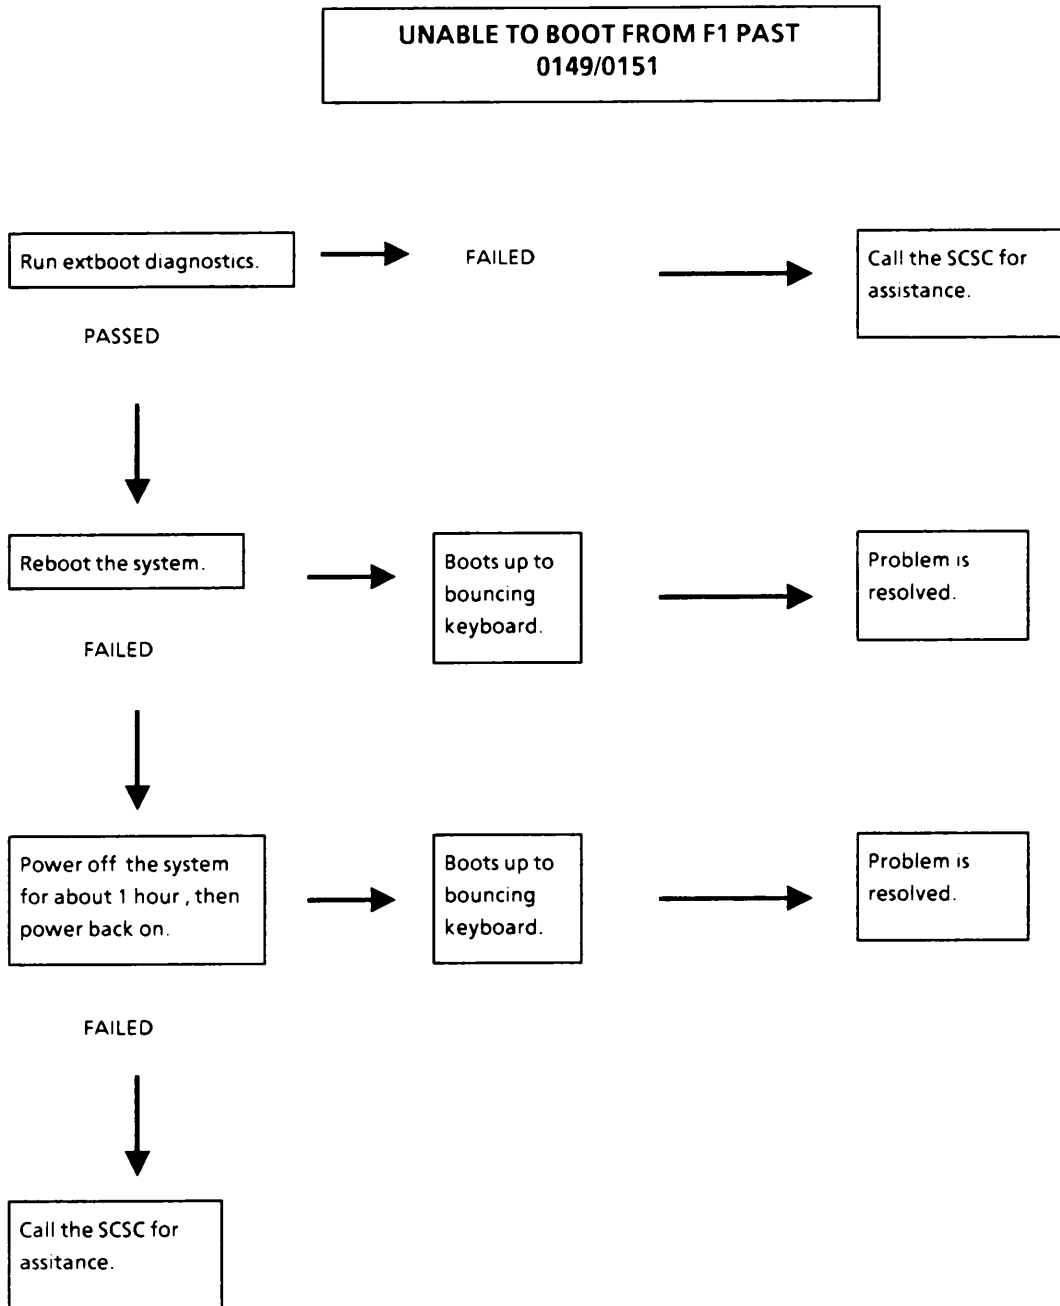 UNABLE TO BOOT FROM F1 PAST
0149/0151
Run extboot diagnostics.
FAILED
Call the SCSC for
assistance.
PASSED
Reboot the system.
Boots up to
bouncing
keyboard.
Problem is
resolved.
FAILED
Power off the system
for about 1 hour , then
power back on.
Boots up to
bouncing
keyboard.
Problem is
resolved.
FAILED
Call the SCSC for
assitance.